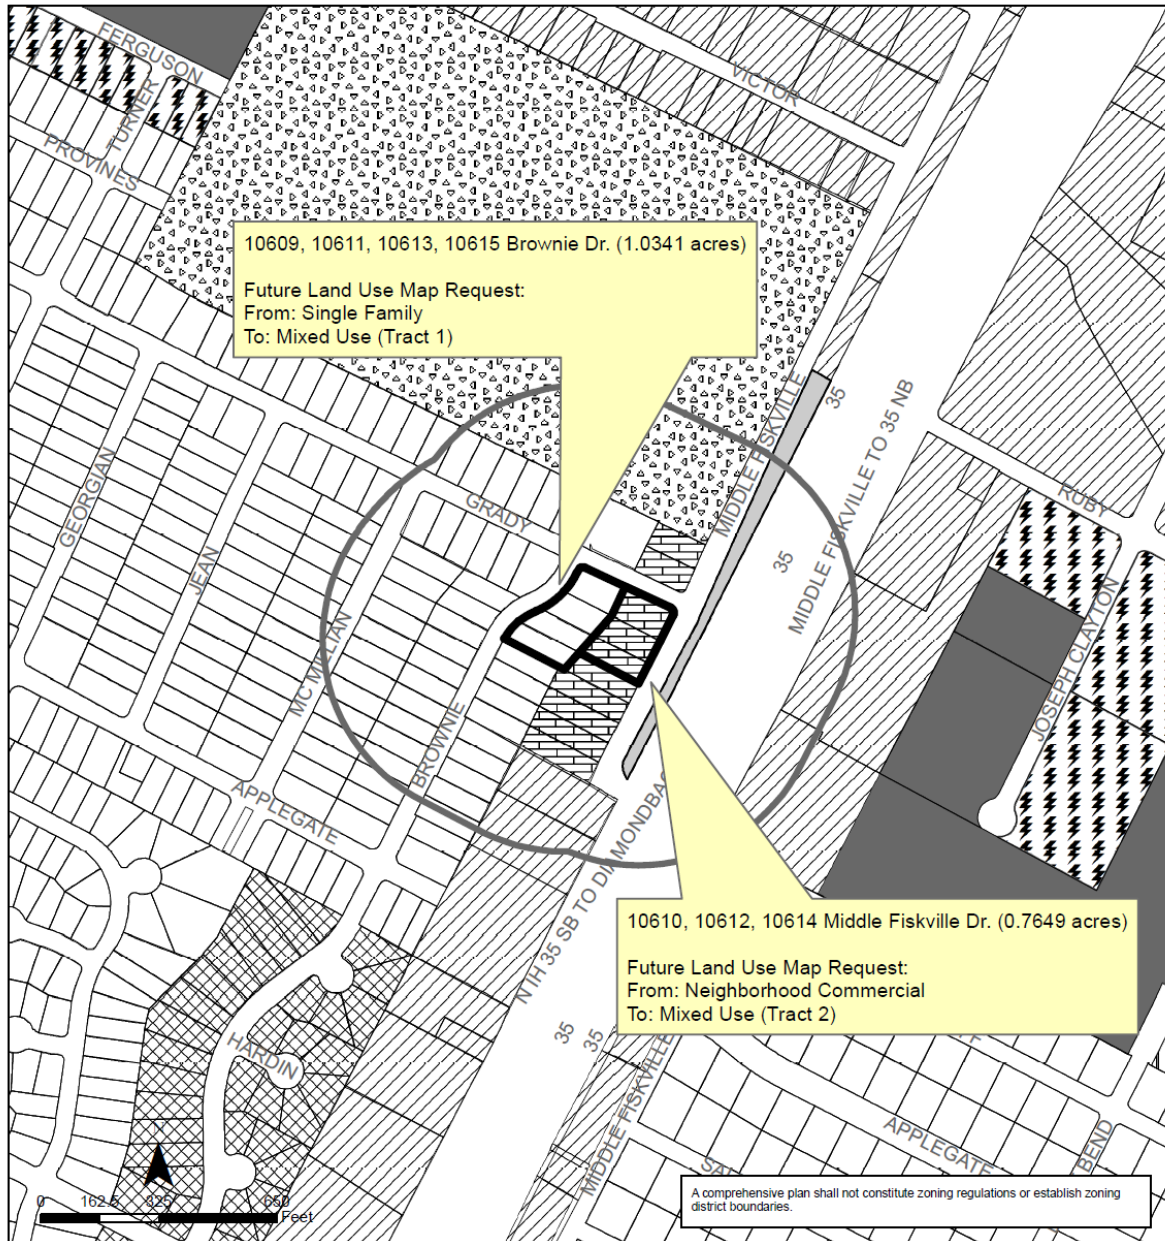 FERGUSON
TURNER
PROVINES
VICTOR
10609, 10611, 10613, 10615 Brownie Dr. (1.0341 acres)
Future Land Use Map Request:
From: Single Family
To: Mixed Use (Tract 1)
MIDDLE FISKVILLE
35
MIDDLE FISKVILLE TO 35 NB
35
RUBY
GEORGIAN
JEAN
GRADY
MC MILLIAN
BROWNIE
JOSEPH CLAYTON
APPLEGATE
N IH 35 SB TO DIAMONDBAC
10610, 10612, 10614 Middle Fiskville Dr. (0.7649 acres)
Future Land Use Map Request:
From: Neighborhood Commercial
To: Mixed Use (Tract 2)
HARDIN
35
35
MIDDLE FISKVILLE
APPLEGATE
BEND
N
0 162.5 325 650
Feet
A comprehensive plan shall not constitute zoning regulations or establish zoning
district boundaries.